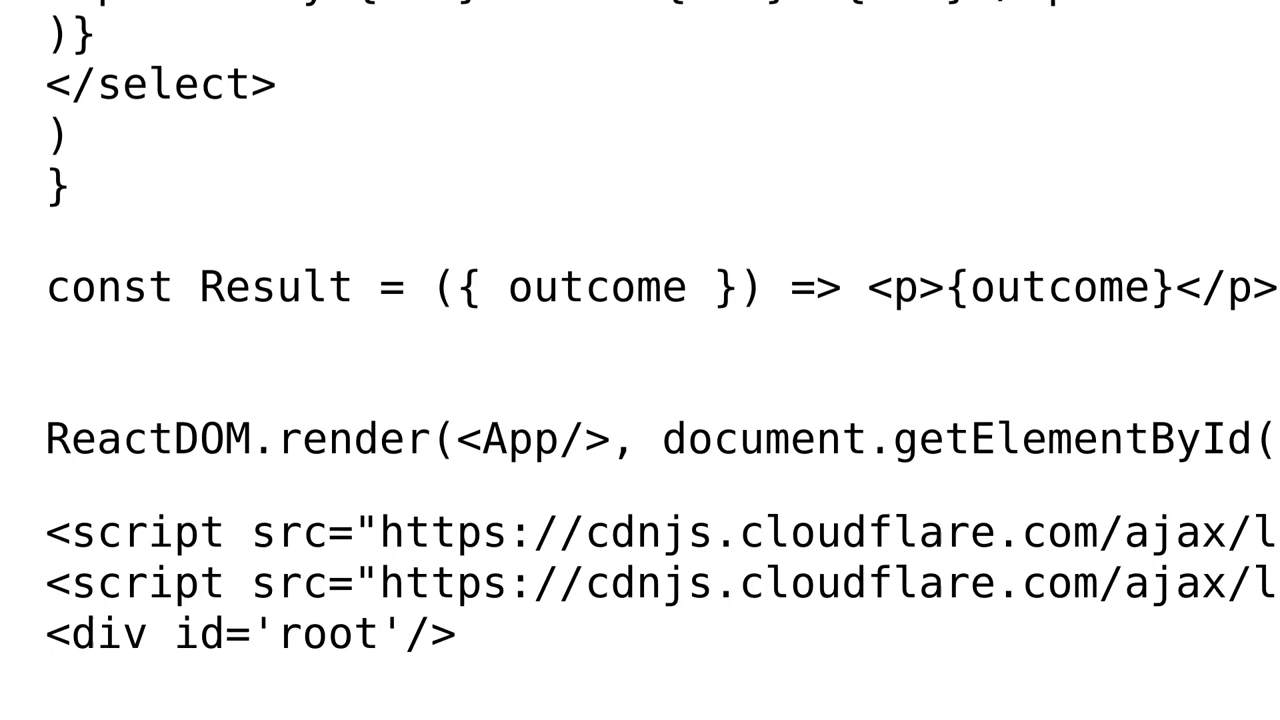 )}
</select>
)
}
const Result = ({ outcome }) => <p>{outcome}</p>
ReactDOM.render(<App/>, document.getElementById(
<script src="https://cdnjs.cloudflare.com/ajax/l
<script src="https://cdnjs.cloudflare.com/ajax/l
<div id='root'/>